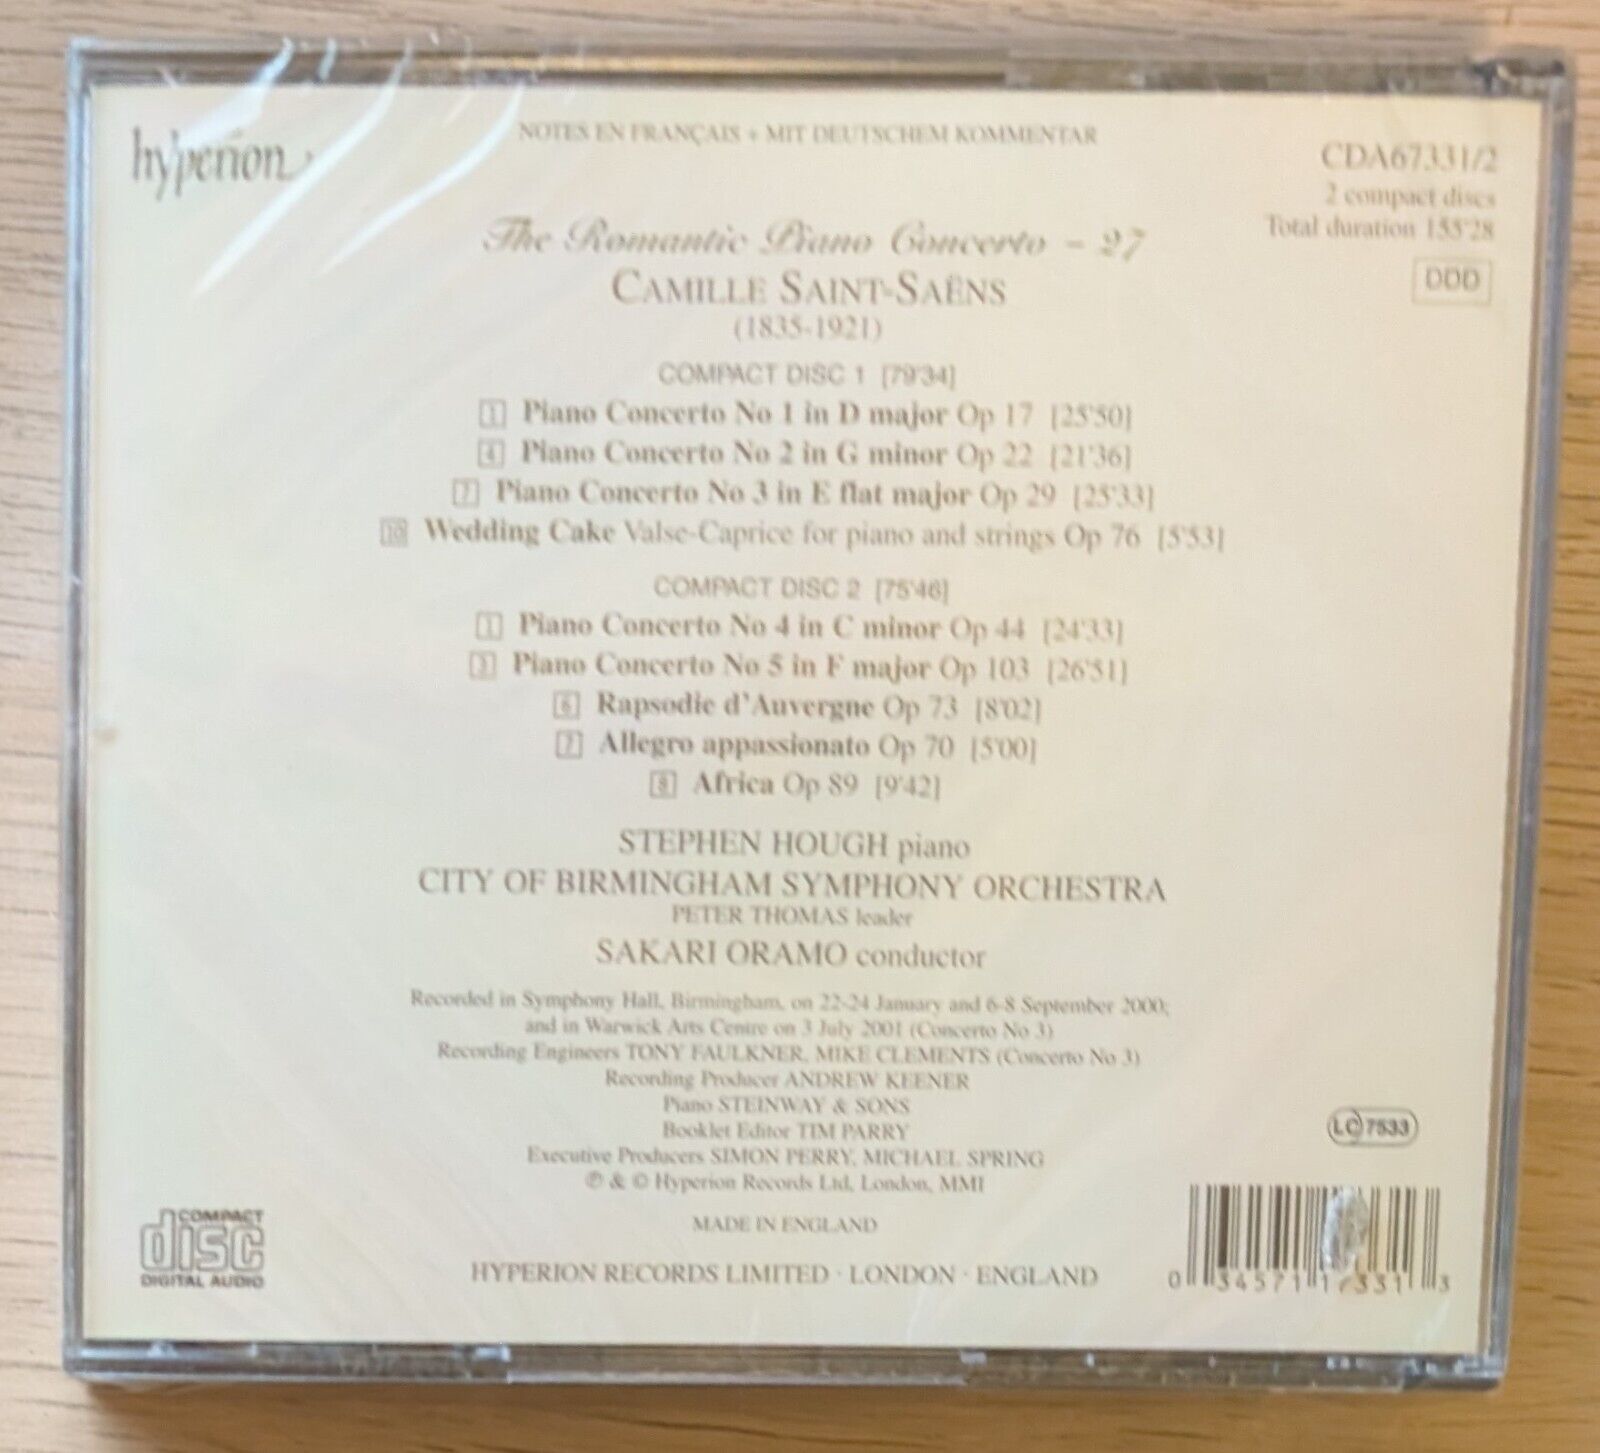 hyperion
NOTES EN FRANÇAIS + MIT DEUTSCHEM KOMMENTAR
CDA67331/2
2 compact discs
Total duration 155'28
DDD
The Romantic Piano Concerto – 27
CAMILLE SAINT-SAËNS
(1835-1921)
COMPACT DISC 1 [79'34]
1 Piano Concerto No 1 in D major Op 17 [25'50]
4 Piano Concerto No 2 in G minor Op 22 [21'36]
7 Piano Concerto No 3 in E flat major Op 29 [25'33]
10 Wedding Cake Valse-Caprice for piano and strings Op 76 [5'53]
COMPACT DISC 2 [75'46]
1 Piano Concerto No 4 in C minor Op 44 [24'33]
3 Piano Concerto No 5 in F major Op 103 [26'51]
6 Rapsodie d'Auvergne Op 73 [8'02]
7 Allegro appassionato Op 70 [5'00]
8 Africa Op 89 [9'42]
STEPHEN HOUGH piano
CITY OF BIRMINGHAM SYMPHONY ORCHESTRA
PETER THOMAS leader
SAKARI ORAMO conductor
Recorded in Symphony Hall, Birmingham, on 22-24 January and 6-8 September 2000;
and in Warwick Arts Centre on 3 July 2001 (Concerto No 3)
Recording Engineers TONY FAULKNER, MIKE CLEMENTS (Concerto No 3)
Recording Producer ANDREW KEENER
Piano STEINWAY & SONS
Booklet Editor TIM PARRY
Executive Producers SIMON PERRY, MICHAEL SPRING
℗ & © Hyperion Records Ltd, London, MMI
MADE IN ENGLAND
HYPERION RECORDS LIMITED · LONDON · ENGLAND
COMPACT
disc
DIGITAL AUDIO
LC 7533
0 34571 17331 3